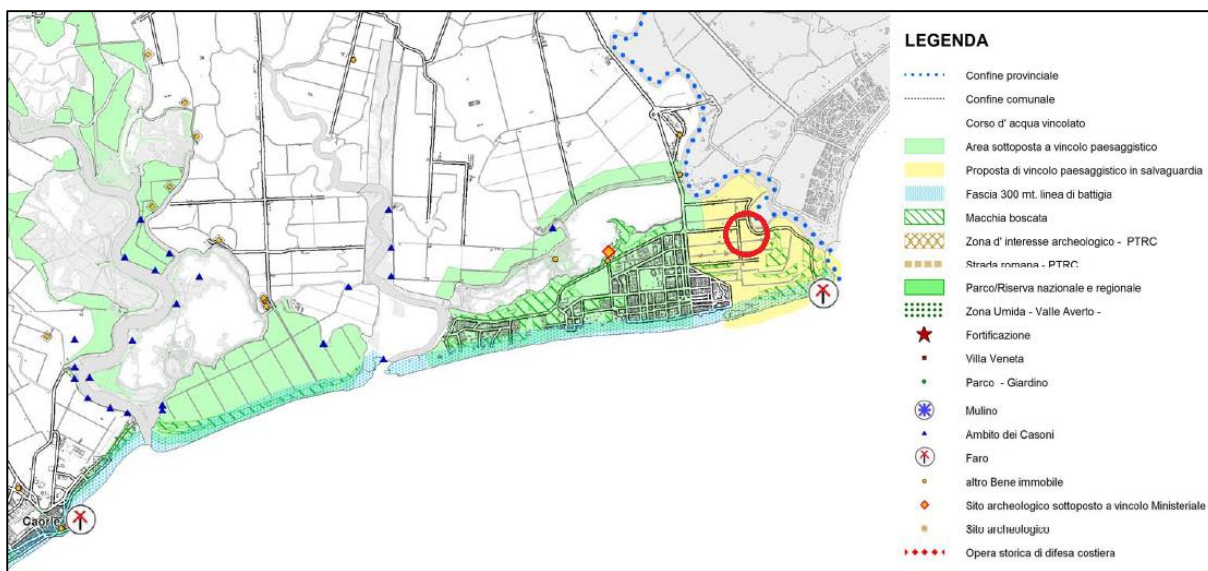 LEGENDA
Confine provinciale
Confine comunale
Corso d' acqua vincolato
Area sottoposta a vincolo paesaggistico
Proposta di vincolo paesaggistico in salvaguardia
Fascia 300 mt. linea di battigia
Macchia boscata
Zona d' interesse archeologico - PTRC
Strada romana - PTRC
Parco/Riserva nazionale e regionale
Zona Umida - Valle Averto -
Fortificazione
Villa Veneta
Parco - Giardino
Mulino
Ambito dei Casoni
Faro
altro Bene immobile
Sito archeologico sottoposto a vincolo Ministeriale
Sito archeologico
Opera storica di difesa costiera
Caorle